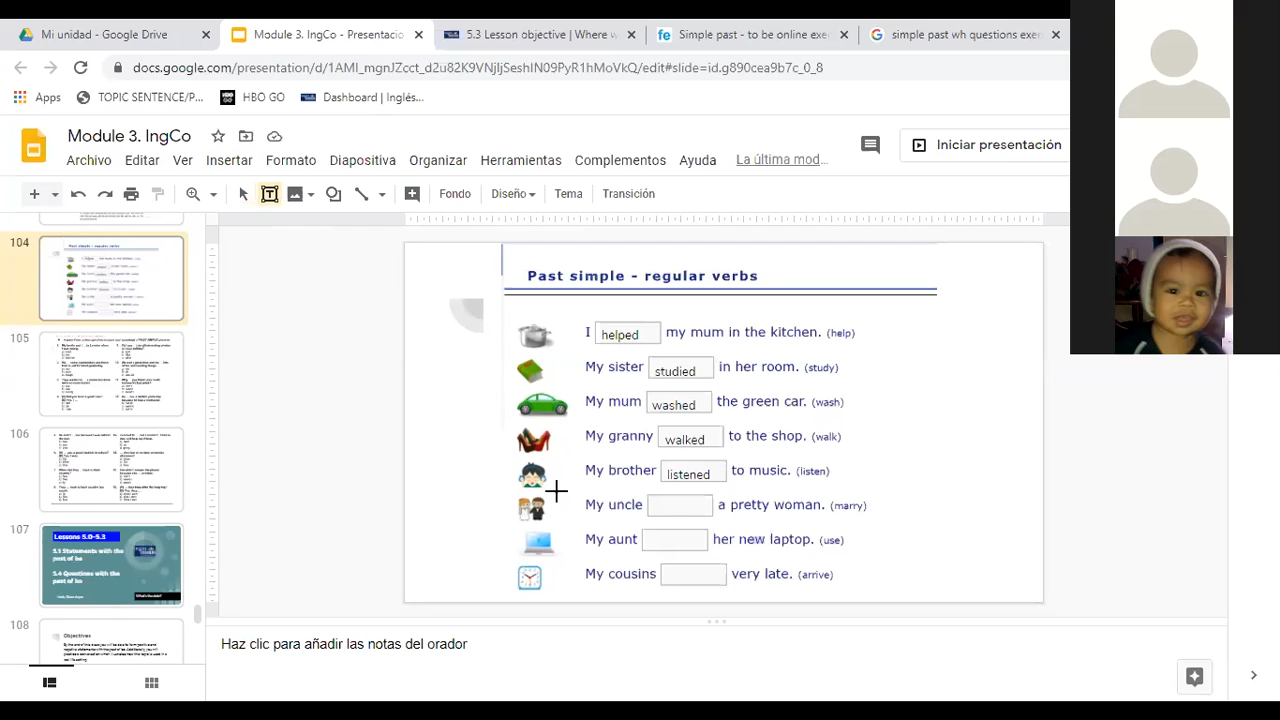 Mi unidad - Google Drive
Module 3. IngCo - Presentacio
5.3 Lesson objective | Where w
Simple past - to be online exe
simple past wh questions exer
docs.google.com/presentation/d/1AMI_mgnJZcct_d2u82K9VNjIjSeshIN09PyR1hMoVkQ/edit#slide=id.g890cea9b7c_0_8
Apps
TOPIC SENTENCE/P...
HBO GO
Dashboard | Inglés...
Module 3. IngCo
Archivo Editar Ver Insertar Formato Diapositiva Organizar Herramientas Complementos Ayuda La última mod...
Iniciar presentación
Fondo Diseño Tema Transición
104
105
106
107
108
Past simple - regular verbs
Lessons 5.0-5.3
5.3 Statements with the
past of be
5.4 Questions with the
past of be
Objectives
Past simple - regular verbs
I helped my mum in the kitchen. (help)
My sister studied in her room. (study)
My mum washed the green car. (wash)
My granny walked to the shop. (walk)
My brother listened to music. (listen)
My uncle a pretty woman. (marry)
My aunt her new laptop. (use)
My cousins very late. (arrive)
Haz clic para añadir las notas del orador